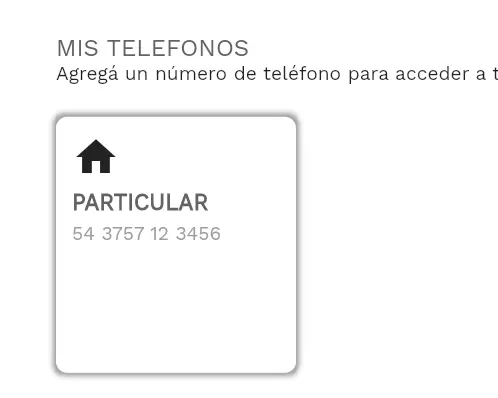 MIS TELEFONOS
Agregá un número de teléfono para acceder a t
PARTICULAR
54 3757 12 3456